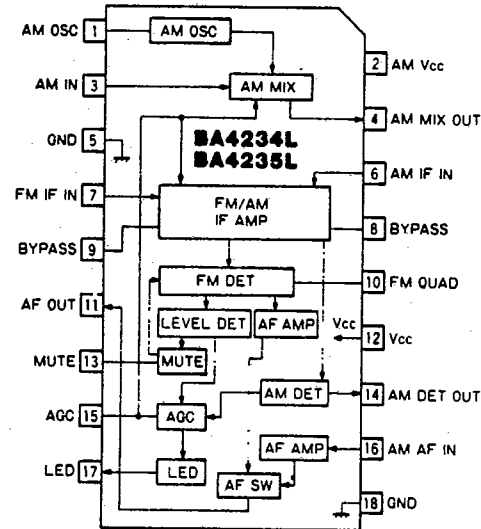 AM OSC 1 AM OSC
2 AM Vcc
AM IN 3 AM MIX
4 AM MIX OUT
BA4234L
BA4235L
GND 5
6 AM IF IN
FM IF IN 7 FM/AM
IF AMP
8 BYPASS
BYPASS 9
FM DET 10 FM QUAD
AF OUT 11
LEVEL DET AF AMP Vcc 12 Vcc
MUTE 13 MUTE
AM DET 14 AM DET OUT
AGC 15 AGC
AF AMP 16 AM AF IN
LED 17 LED
AF SW
18 GND